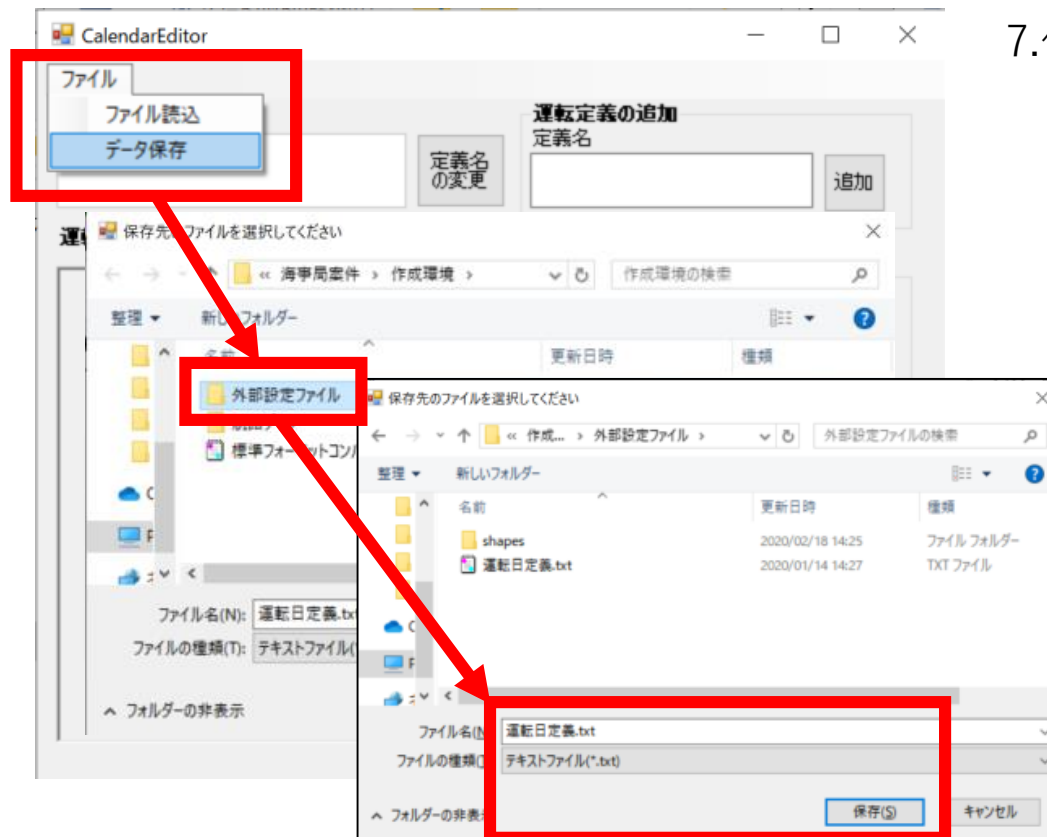 CalendarEditor
7.
ファイル
ファイル読込
データ保存
定義名
の変更
運転定義の追加
定義名
追加
保存先の ファイルを選択してください
« 海事局案件 › 作成環境 ›
作成環境の検索
整理
新し フォルダー
名前
更新日時
種類
外部設定ファイル
標準フォーマットコンバ
ファイル名(N):
運転日定義.txt
ファイルの種類(T):
テキストファイル(
フォルダーの非表示
保存先のファイルを選択してください
« 作成... › 外部設定ファイル ›
外部設定ファイルの検索
整理
新しいフォルダー
名前
更新日時
種類
shapes
2020/02/18 14:25
ファイル フォルダー
運転日定義.txt
2020/01/14 14:27
TXT ファイル
ファイル名(N
運転日定義.txt
ファイルの種類(
テキストファイル(*.txt)
フォルダーの非表
保存(S)
キャンセル